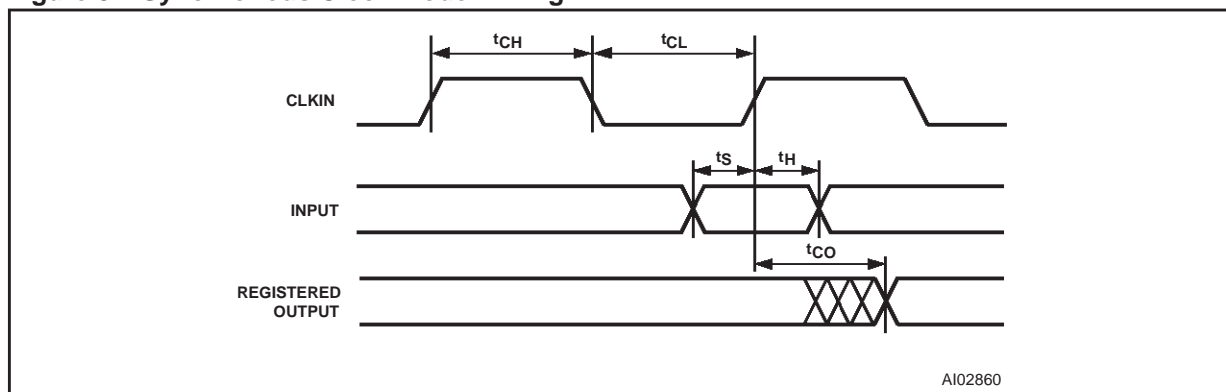 tCH tCL
CLKIN
tS tH
INPUT
tCO
REGISTERED
OUTPUT
AI02860